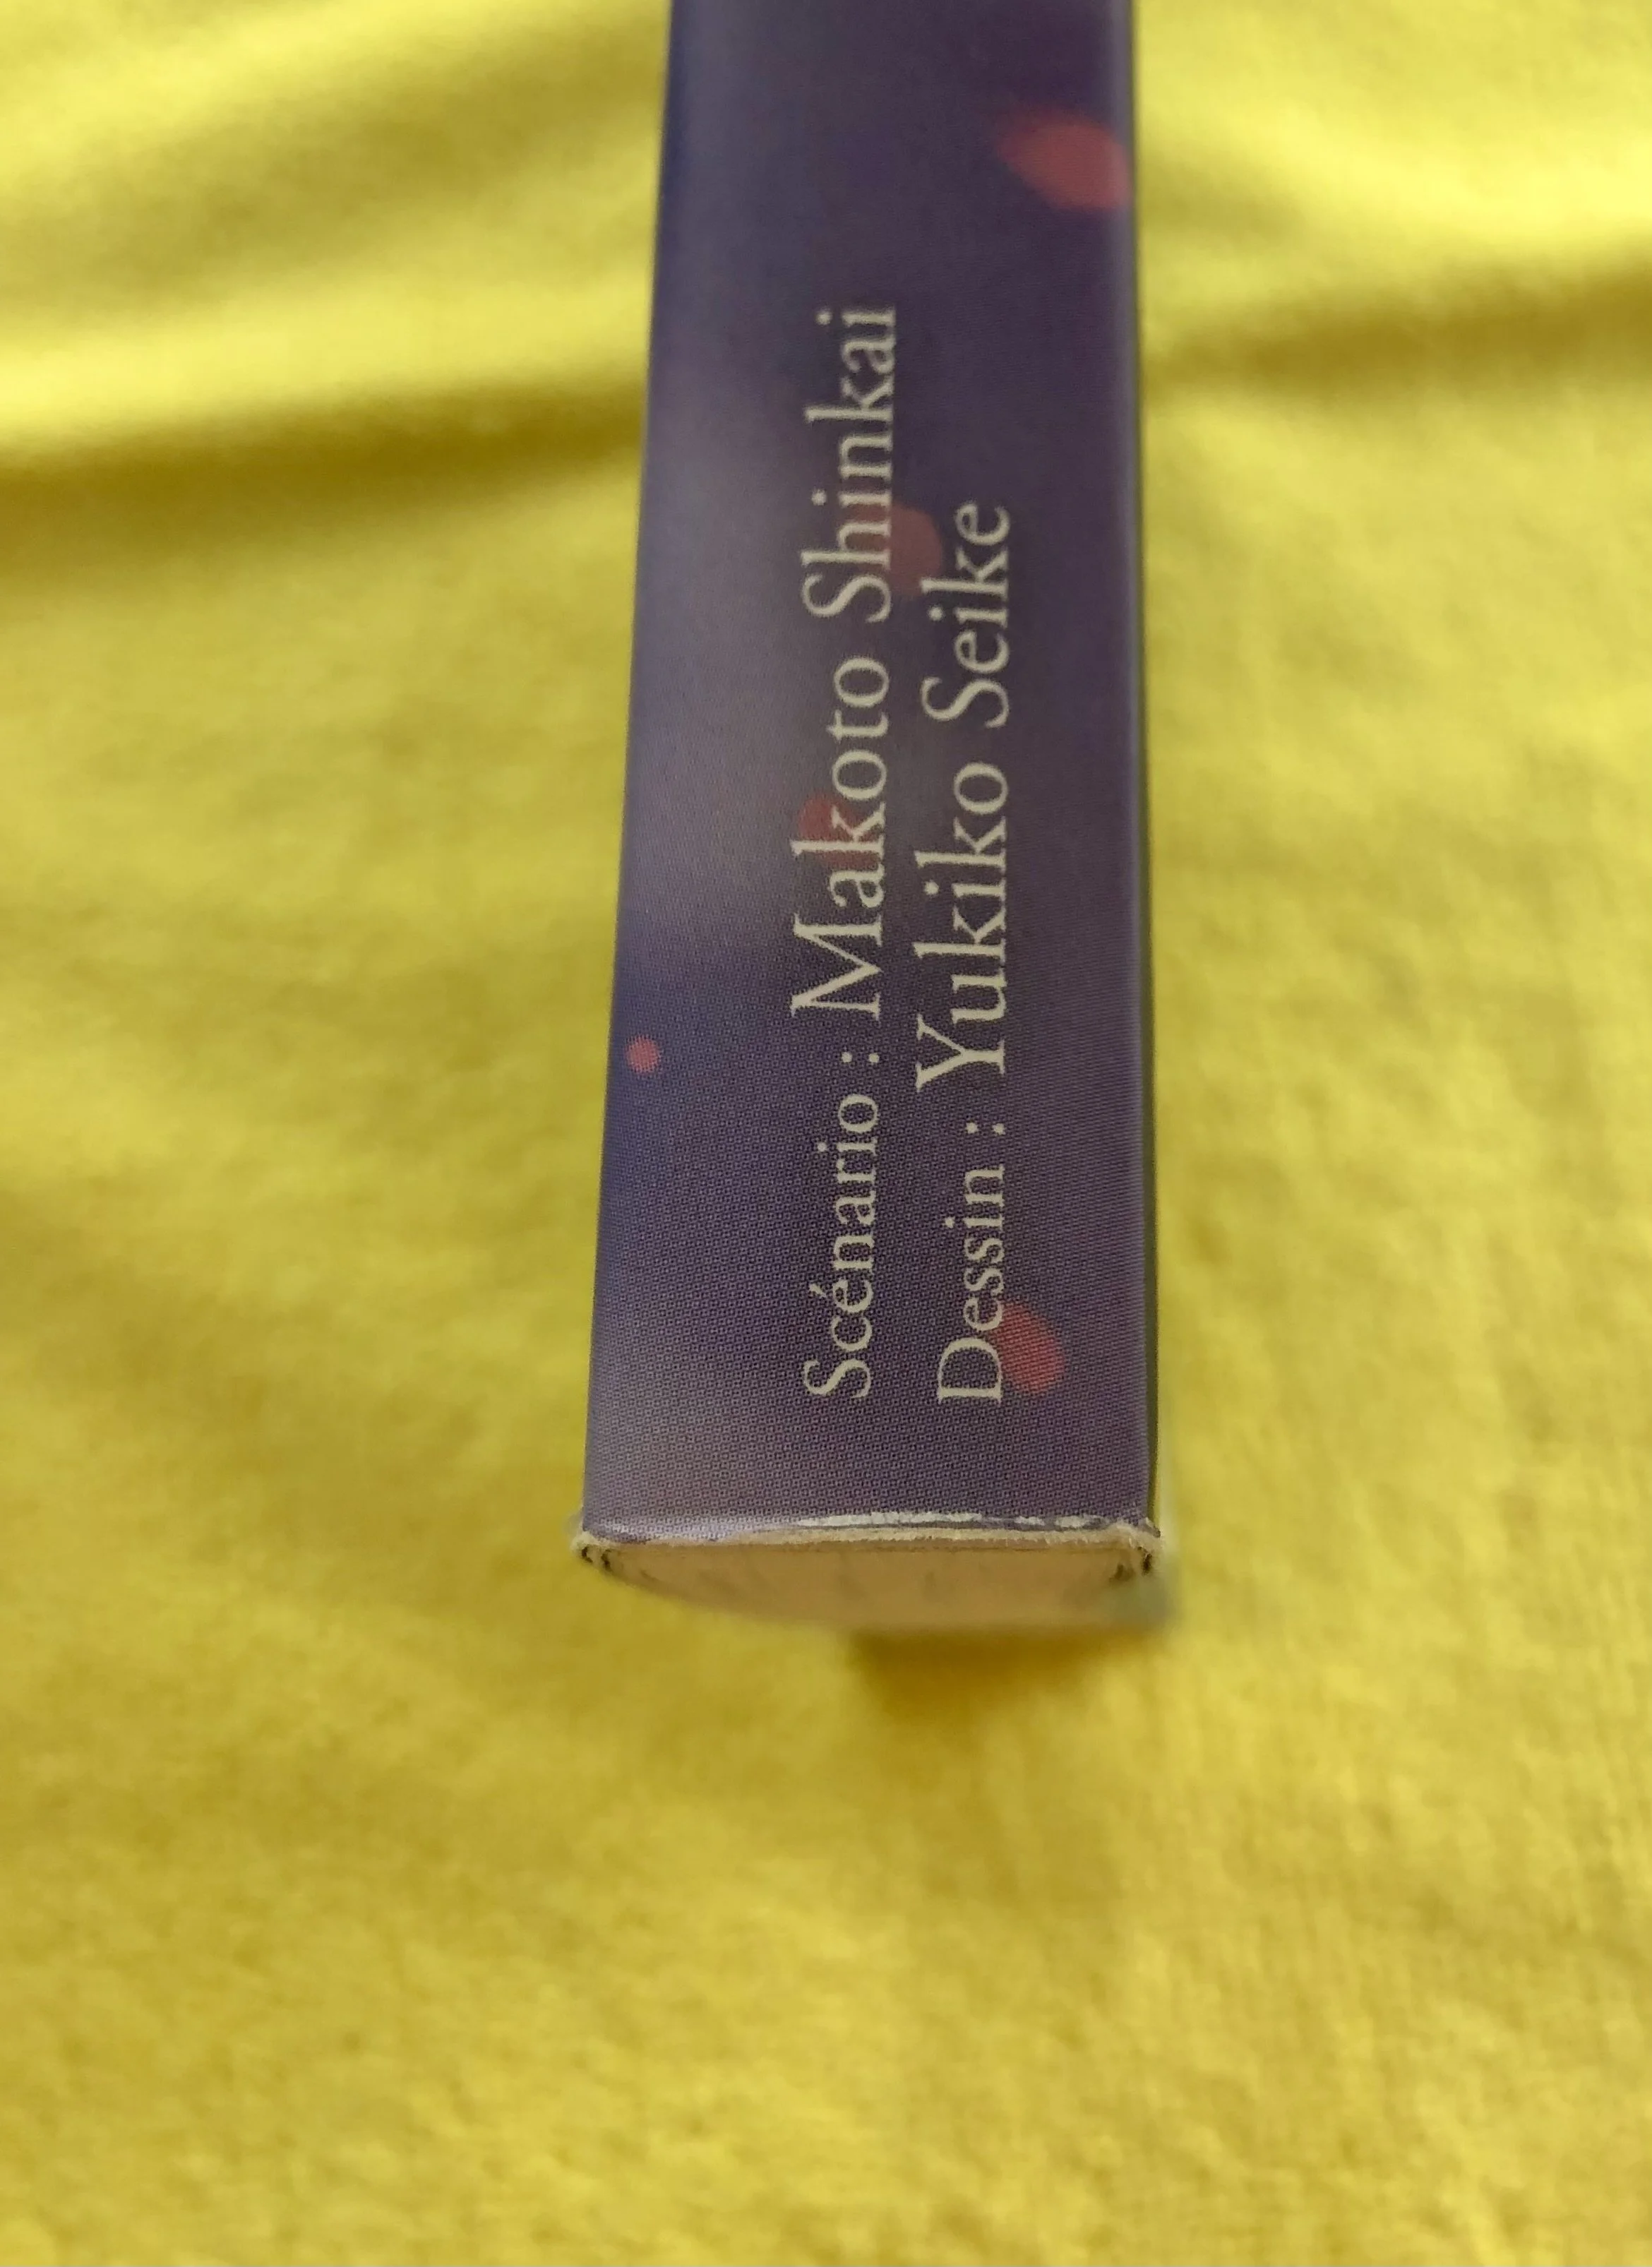 Scénario : Makoto Shinkai
Dessin : Yukiko Seike